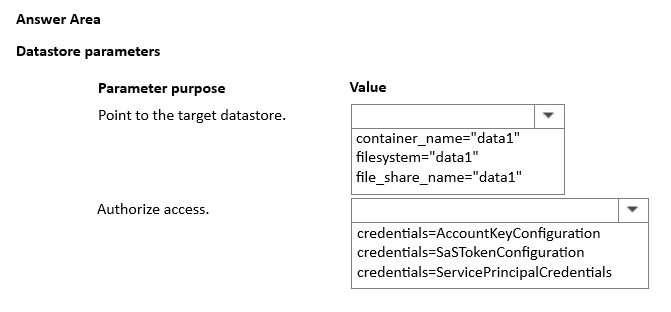 Answer Area
Datastore parameters
Parameter purpose Value
Point to the target datastore.
container_name="data1"
filesystem="data1"
file_share_name="data1"
Authorize access.
credentials=AccountKeyConfiguration
credentials=SaSTokenConfiguration
credentials=ServicePrincipalCredentials